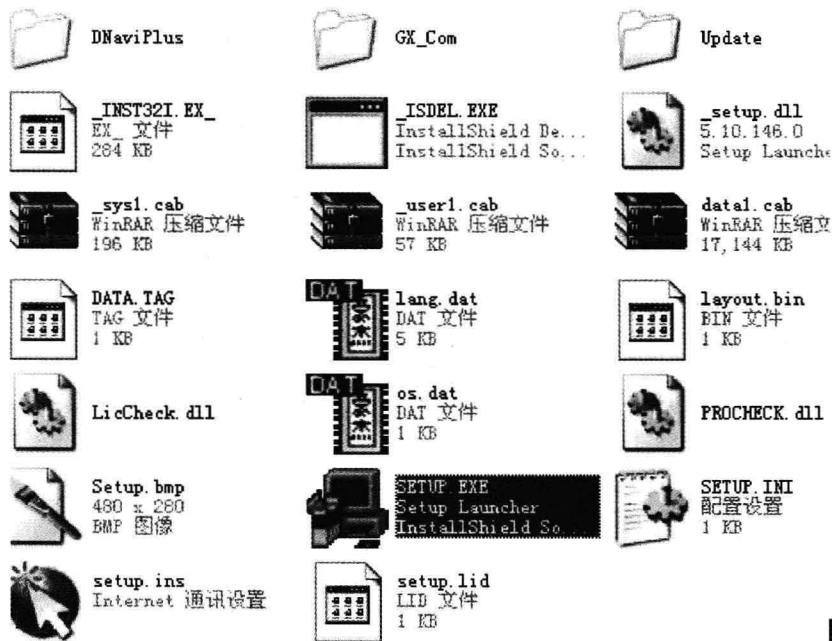 DNaviPlus
GX_Com
Update
_INST32I.EX_
EX_ 文件
284 KB
_ISDEL.EXE
InstallShield De...
InstallShield So...
_setup.dll
5.10.146.0
Setup Launche
_sys1.cab
WinRAR 压缩文件
196 KB
_user1.cab
WinRAR 压缩文件
57 KB
data1.cab
WinRAR 压缩文
17,144 KB
DATA.TAG
TAG 文件
1 KB
DAT
lang.dat
DAT 文件
5 KB
layout.bin
BIN 文件
1 KB
LicCheck.dll
DAT
os.dat
DAT 文件
1 KB
PROCHECK.dll
Setup.bmp
480 x 280
BMP 图像
SETUP.EXE
Setup Launcher
InstallShield So...
SETUP.INI
配置设置
1 KB
setup.ins
Internet 通讯设置
setup.lid
LID 文件
1 KB